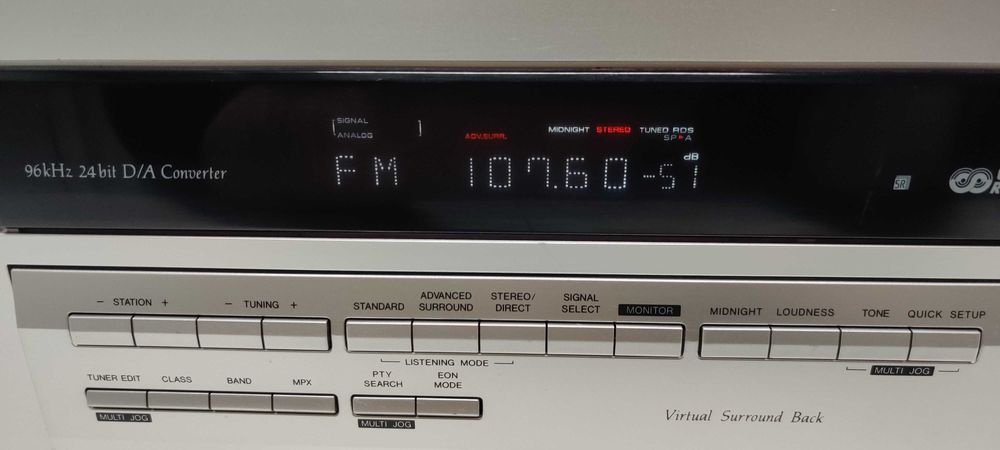 SIGNAL
ANALOG
ADV.SURR. MIDNIGHT STEREO TUNED RDS
SP►A
dB
FM 107.60 -51
96kHz 24bit D/A Converter
SR
- STATION +
- TUNING +
STANDARD
ADVANCED
SURROUND
STEREO/
DIRECT
SIGNAL
SELECT
MONITOR
MIDNIGHT
LOUDNESS
TONE
QUICK SETUP
LISTENING MODE
MULTI JOG
TUNER EDIT
CLASS
BAND
MPX
PTY
SEARCH
EON
MODE
MULTI JOG
MULTI JOG
Virtual Surround Back